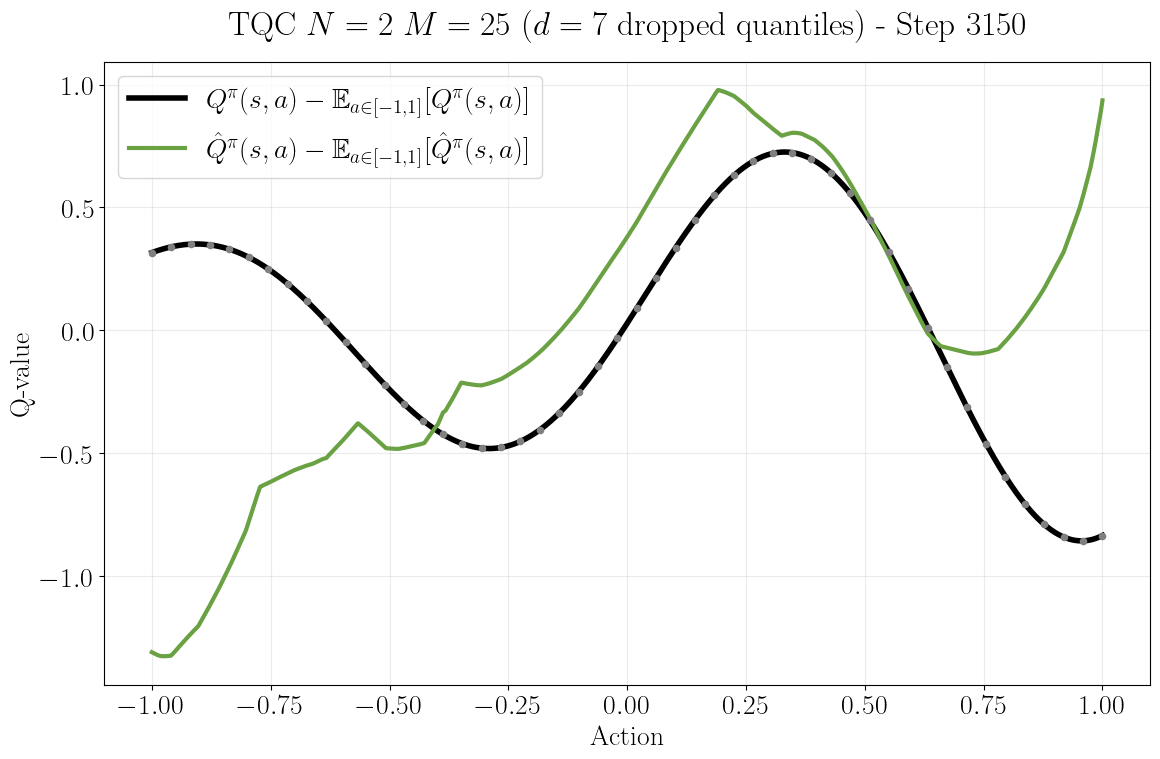 TQC N = 2 M = 25 (d = 7 dropped quantiles) - Step 3150
Q^π(s, a) − 𝔼_{a∈[−1,1]}[Q^π(s, a)]
Q̂^π(s, a) − 𝔼_{a∈[−1,1]}[Q̂^π(s, a)]
1.0
0.5
0.0
−0.5
−1.0
Q-value
−1.00 −0.75 −0.50 −0.25 0.00 0.25 0.50 0.75 1.00
Action